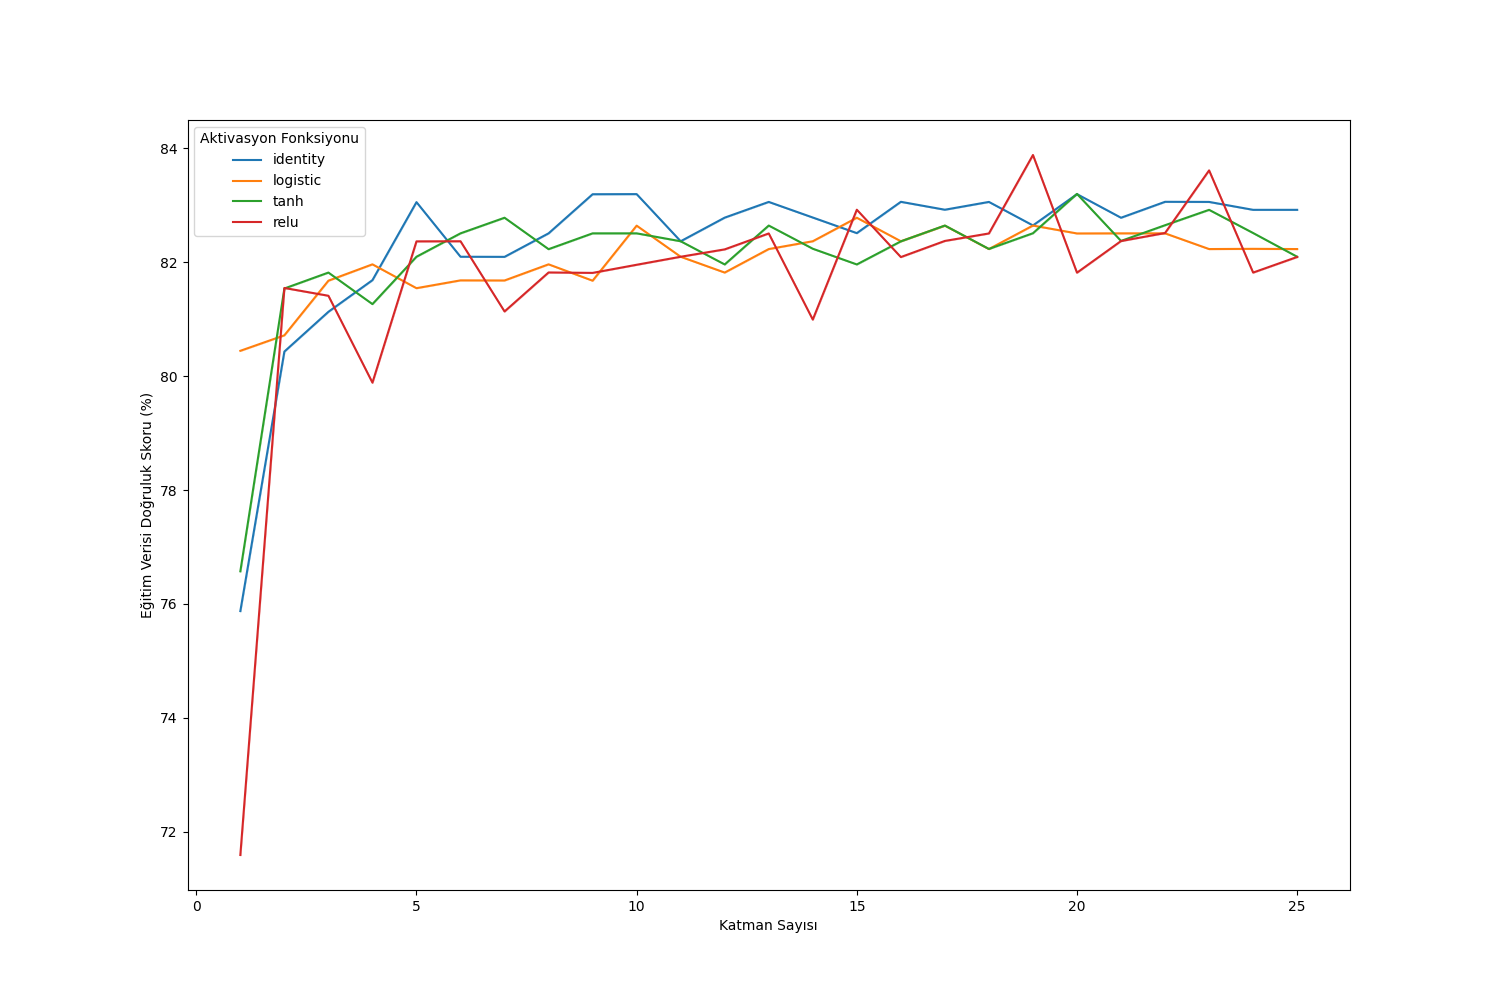 Aktivasyon Fonksiyonu
identity
logistic
tanh
relu
84
82
80
78
76
74
72
Eğitim Verisi Doğruluk Skoru (%)
0 5 10 15 20 25
Katman Sayısı